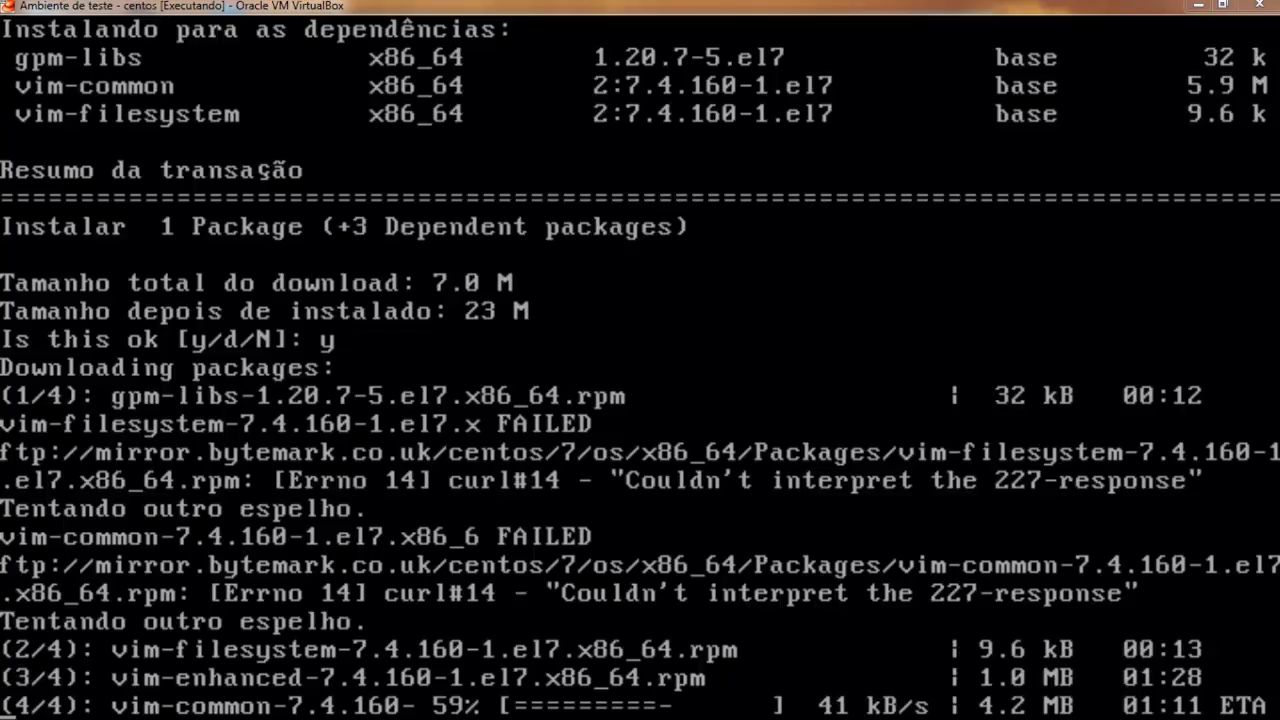 Ambiente de teste - centos [Executando] - Oracle VM VirtualBox
Instalando para as dependências:
gpm-libs x86_64 1.20.7-5.el7 base 32 k
vim-common x86_64 2:7.4.160-1.el7 base 5.9 M
vim-filesystem x86_64 2:7.4.160-1.el7 base 9.6 k
Resumo da transação
================================================================================
Instalar  1 Package (+3 Dependent packages)
Tamanho total do download: 7.0 M
Tamanho depois de instalado: 23 M
Is this ok [y/d/N]: y
Downloading packages:
(1/4): gpm-libs-1.20.7-5.el7.x86_64.rpm | 32 kB 00:12
vim-filesystem-7.4.160-1.el7.x FAILED
ftp://mirror.bytemark.co.uk/centos/7/os/x86_64/Packages/vim-filesystem-7.4.160-1
.el7.x86_64.rpm: [Errno 14] curl#14 - "Couldn't interpret the 227-response"
Tentando outro espelho.
vim-common-7.4.160-1.el7.x86_6 FAILED
ftp://mirror.bytemark.co.uk/centos/7/os/x86_64/Packages/vim-common-7.4.160-1.el7
.x86_64.rpm: [Errno 14] curl#14 - "Couldn't interpret the 227-response"
Tentando outro espelho.
(2/4): vim-filesystem-7.4.160-1.el7.x86_64.rpm | 9.6 kB 00:13
(3/4): vim-enhanced-7.4.160-1.el7.x86_64.rpm | 1.0 MB 01:28
(4/4): vim-common-7.4.160- 59% [=========- ] 41 kB/s | 4.2 MB 01:11 ETA